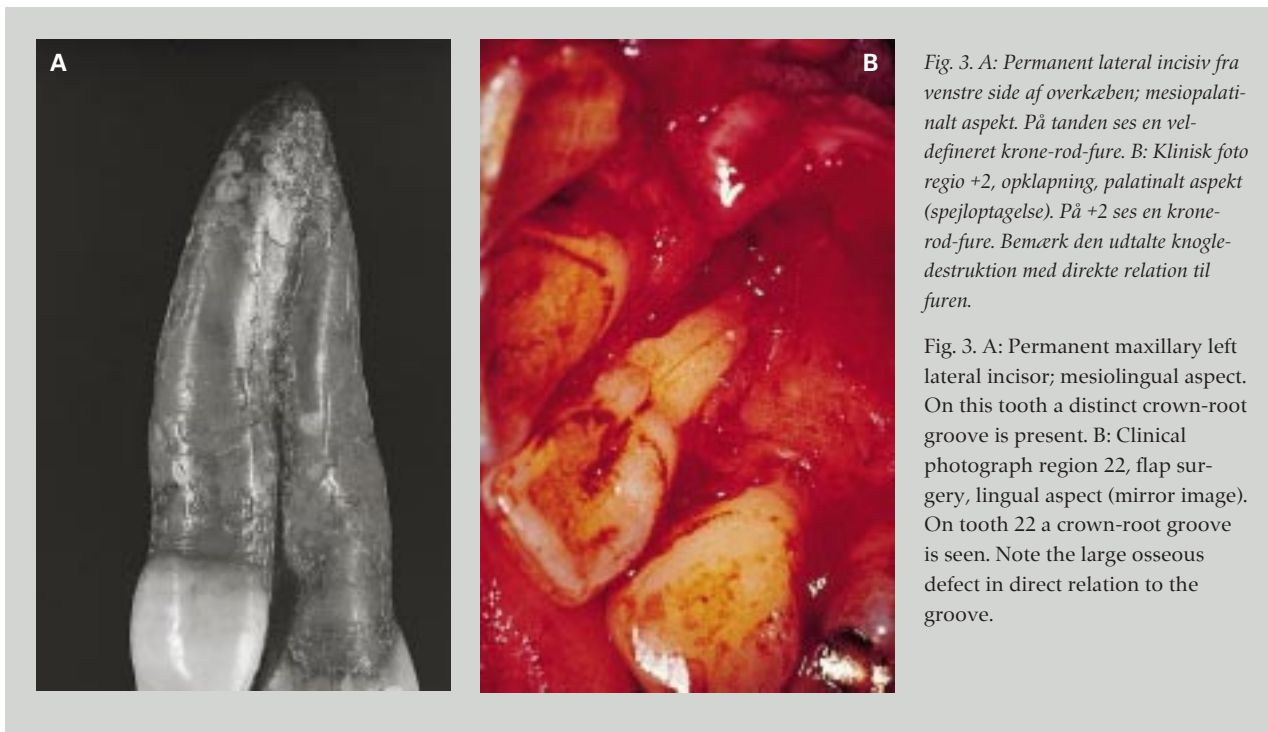 A
B
Fig. 3. A: Permanent lateral incisiv fra
venstre side af overkæben; mesiopalati-
nalt aspekt. På tanden ses en vel-
defineret krone-rod-fure. B: Klinisk foto
regio +2, opklapning, palatinalt aspekt
(spejloptagelse). På +2 ses en krone-
rod-fure. Bemærk den udtalte knogle-
destruktion med direkte relation til
furen.
Fig. 3. A: Permanent maxillary left
lateral incisor; mesiolingual aspect.
On this tooth a distinct crown-root
groove is present. B: Clinical
photograph region 22, flap sur-
gery, lingual aspect (mirror image).
On tooth 22 a crown-root groove
is seen. Note the large osseous
defect in direct relation to the
groove.